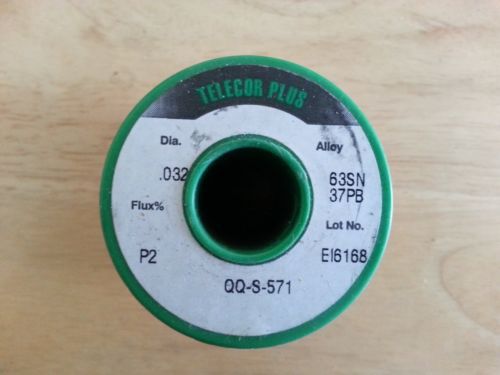 TELECOR PLUS
Dia.
Alloy
.032
63SN
37PB
Flux%
Lot No.
P2
EI6168
QQ-S-571